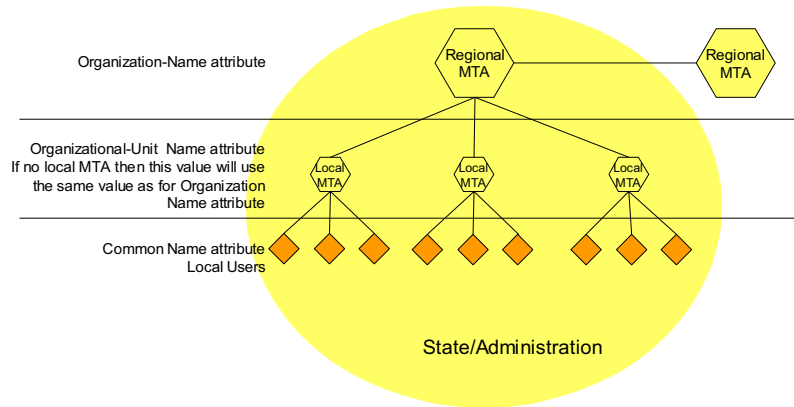 Organization-Name attribute
Regional
MTA
Regional
MTA
Organizational-Unit Name attribute
If no local MTA then this value will use
the same value as for Organization
Name attribute
Local
MTA
Local
MTA
Local
MTA
Common Name attribute
Local Users
State/Administration